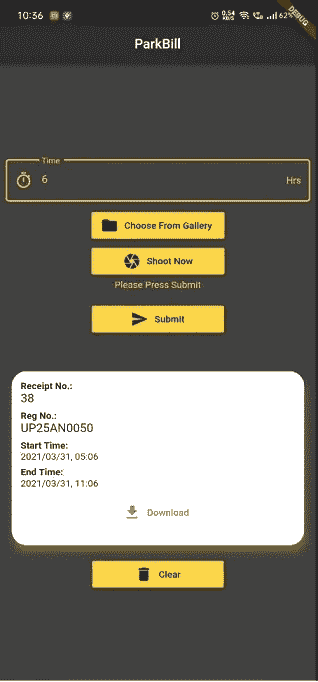 10:36
0.54
KB/S
62%
DEBUG
ParkBill
Time
6
Hrs
Choose From Gallery
Shoot Now
Please Press Submit
Submit
Receipt No.:
38
Reg No.:
UP25AN0050
Start Time:
2021/03/31, 05:06
End Time:
2021/03/31, 11:06
Download
Clear